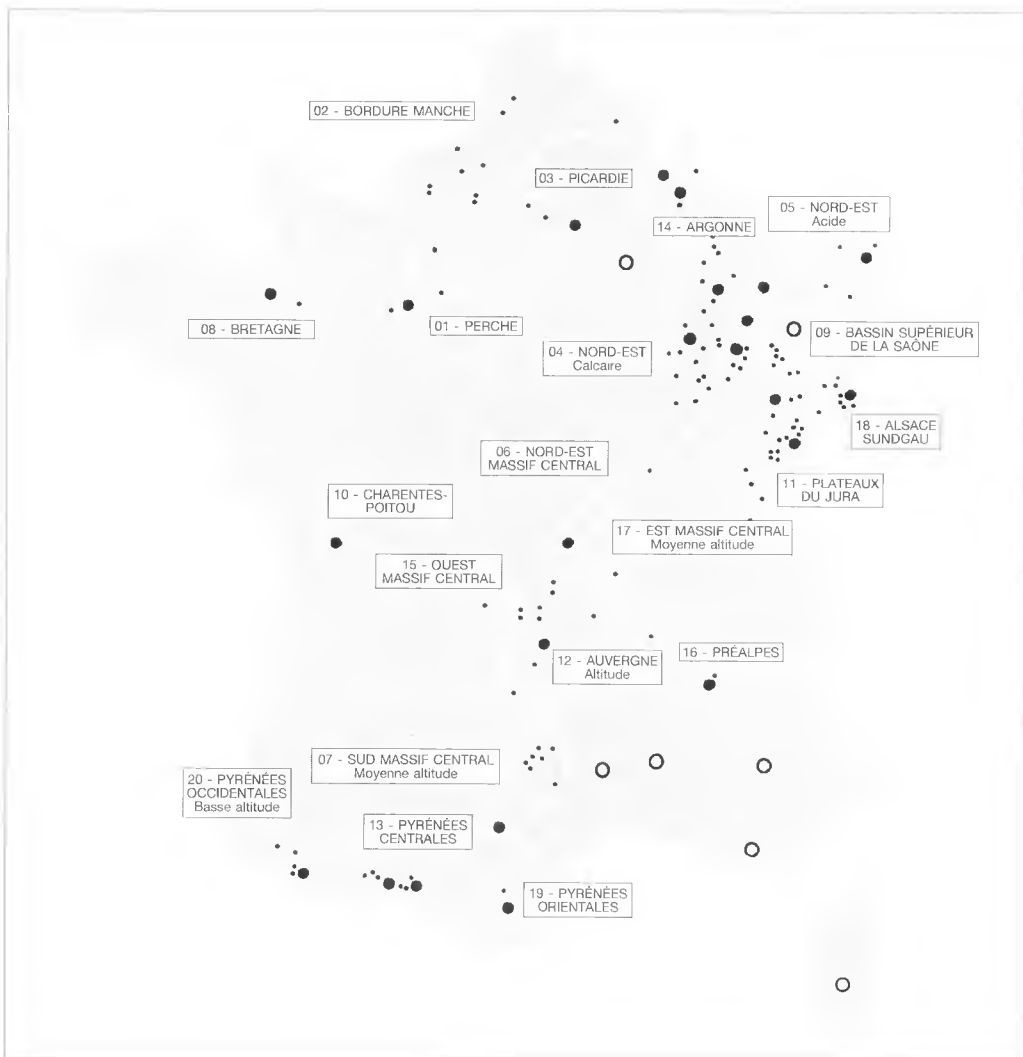 02 - BORDURE MANCHE
03 - PICARDIE
05 - NORD-EST
Acide
14 - ARGONNE
08 - BRETAGNE
01 - PERCHE
09 - BASSIN SUPÉRIEUR
DE LA SAÔNE
04 - NORD-EST
Calcaire
18 - ALSACE
SUNDGAU
06 - NORD-EST
MASSIF CENTRAL
11 - PLATEAUX
DU JURA
10 - CHARENTES-
POITOU
17 - EST MASSIF CENTRAL
Moyenne altitude
15 - OUEST
MASSIF CENTRAL
12 - AUVERGNE
Altitude
16 - PRÉALPES
07 - SUD MASSIF CENTRAL
Moyenne altitude
20 - PYRÉNÉES
OCCIDENTALES
Basse altitude
13 - PYRÉNÉES
CENTRALES
19 - PYRÉNÉES
ORIENTALES